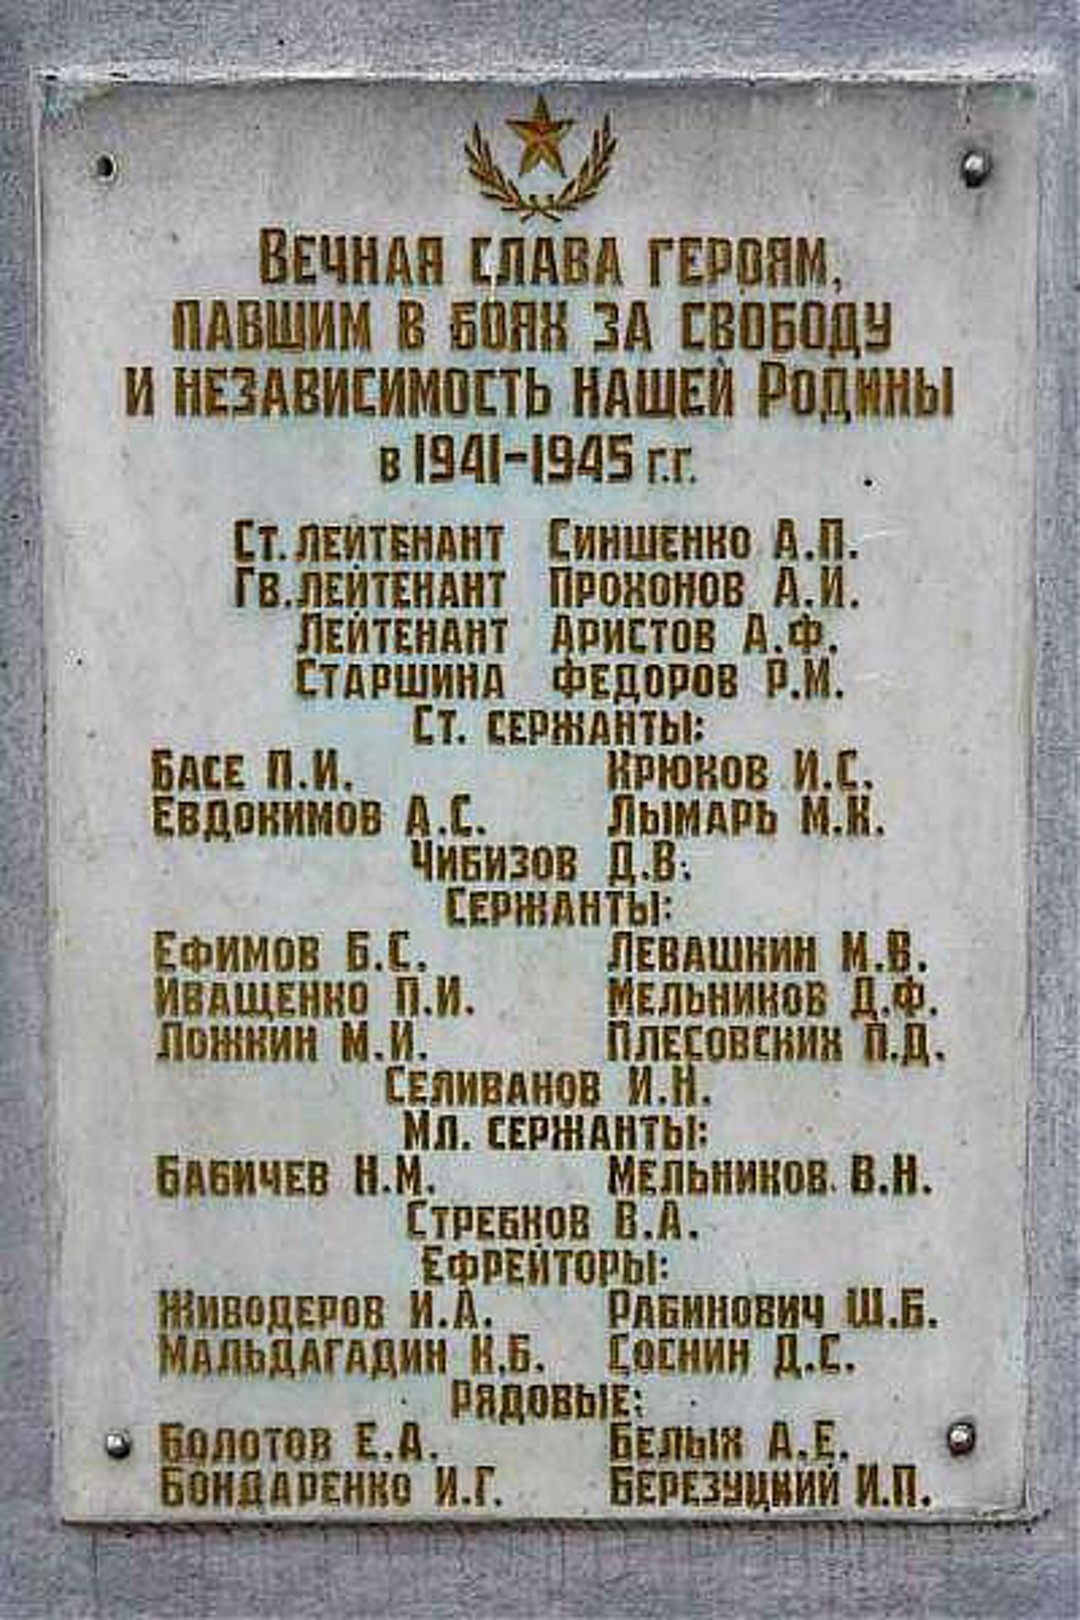 Вечная слава героям,
павшим в боях за свободу
и независимость нашей Родины
в 1941-1945 г.г.
Ст. лейтенант Синшенко А.П.
Гв. лейтенант Прохонов А.И.
Лейтенант Аристов А.Ф.
Старшина Федоров Р.М.
Ст. сержанты:
Басе П.И. Крюков И.С.
Евдокимов А.С. Лымарь М.К.
Чибизов Д.В.
Сержанты:
Ефимов Б.С. Левашкин М.В.
Иващенко П.И. Мельников Д.Ф.
Ложкин М.И. Плесовских П.Д.
Селиванов И.Н.
Мл. сержанты:
Бабичев Н.М. Мельников В.Н.
Стребков В.А.
Ефрейторы:
Живодеров И.А. Рабинович Ш.Б.
Мальдагадин К.Б. Соснин Д.С.
Рядовые:
Болотов Е.А. Белых А.Е.
Бондаренко И.Г. Березуцкий И.П.